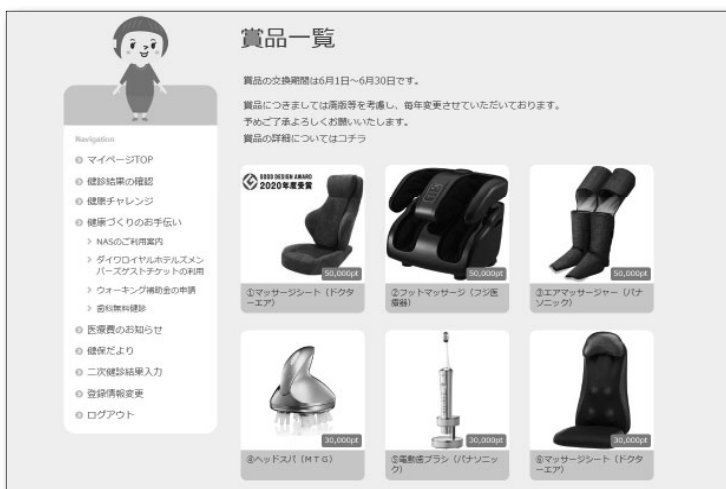 賞品一覧
賞品の交換期間は6月1日~6月30日です。
賞品につきましては廃版等を考慮し、毎年変更させていただいております。
予めご了承よろしくお願いいたします。
賞品の詳細についてはコチラ
Navigation
マイページTOP
健診結果の確認
健康チャレンジ
健康づくりのお手伝い
NASのご利用案内
ダイワロイヤルホテルズメン
バーズゲストチケットの利用
ウォーキング補助金の申請
歯科無料健診
医療費のお知らせ
健保だより
二次健診結果入力
登録情報変更
ログアウト
GOOD DESIGN AWARD
2020年度受賞
50,000pt
①マッサージシート(ドクタ
ーエア)
50,000pt
②フットマッサージ(フジ医
療器)
50,000pt
③エアマッサージャー(パナ
ソニック)
30,000pt
④ヘッドスパ(MTG)
30,000pt
⑤電動歯ブラシ(パナソニッ
ク)
30,000pt
⑥マッサージシート(ドクタ
ーエア)